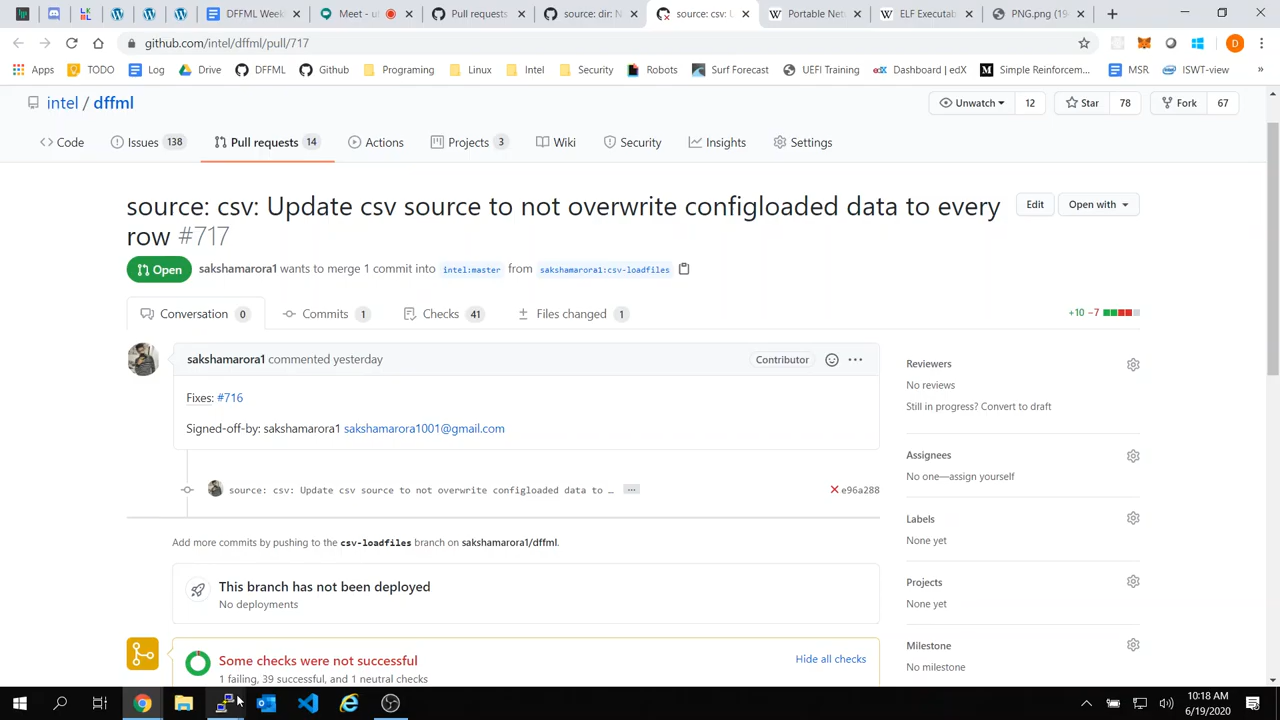 DFFML Week
Meet - u
Pull requests
source: dir: N
source: csv: U
Portable Net
ELF Executab
PNG.png (19
github.com/intel/dffml/pull/717
D
Apps
TODO
Log
Drive
DFFML
Github
Programing
Linux
Intel
Security
Robots
Surf Forecast
UEFI Training
Dashboard | edX
Simple Reinforcem...
MSR
ISWT-view
»
intel / dffml
Unwatch 12
Star 78
Fork 67
Code
Issues 138
Pull requests 14
Actions
Projects 3
Wiki
Security
Insights
Settings
source: csv: Update csv source to not overwrite configloaded data to every
row #717
Edit
Open with
Open
sakshamarora1 wants to merge 1 commit into intel:master from sakshamarora1:csv-loadfiles
Conversation 0
Commits 1
Checks 41
Files changed 1
+10 −7
sakshamarora1 commented yesterday
Contributor
Fixes: #716
Signed-off-by: sakshamarora1 sakshamarora1001@gmail.com
source: csv: Update csv source to not overwrite configloaded data to …
e96a288
Add more commits by pushing to the csv-loadfiles branch on sakshamarora1/dffml.
This branch has not been deployed
No deployments
Some checks were not successful
1 failing, 39 successful, and 1 neutral checks
Hide all checks
Reviewers
No reviews
Still in progress? Convert to draft
Assignees
No one—assign yourself
Labels
None yet
Projects
None yet
Milestone
No milestone
10:18 AM
6/19/2020